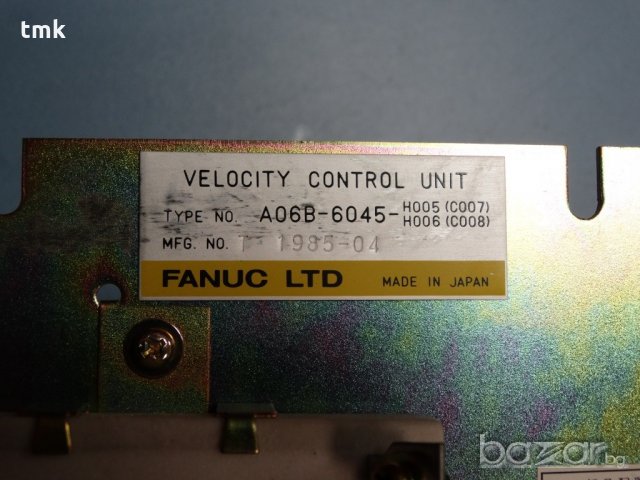 tmk
VELOCITY CONTROL UNIT
TYPE NO. A06B-6045-H005 (C007)
H006 (C008)
MFG. NO. T 1985-04
FANUC LTD MADE IN JAPAN
bazar.bg